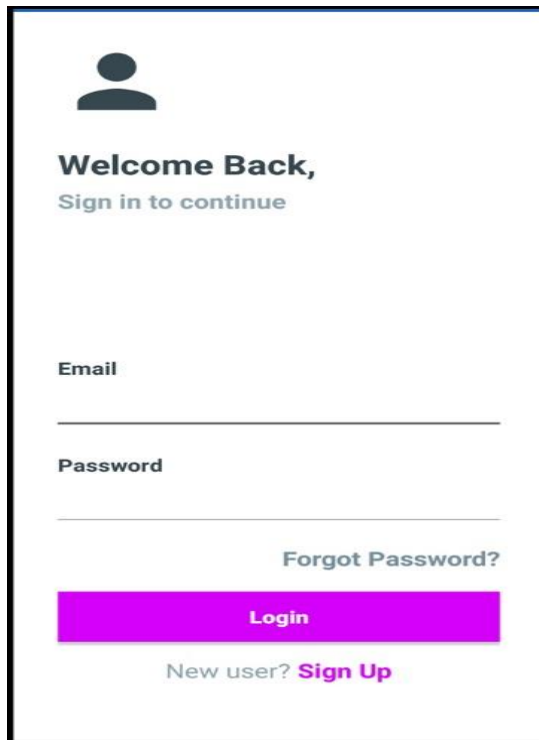 Welcome Back,
Sign in to continue
Email
Password
Forgot Password?
Login
New user? Sign Up